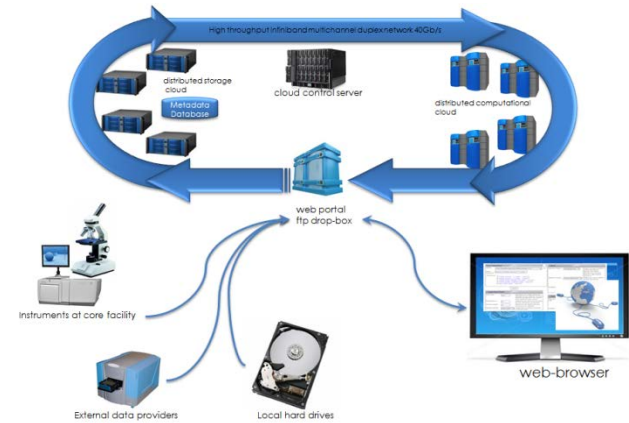 High throughput infiniband multichannel duplex network 40Gb/s
distributed storage
cloud
Metadata
Database
cloud control server
distributed computational
cloud
web portal
ftp drop-box
Instruments at core facility
External data providers
Local hard drives
web-browser